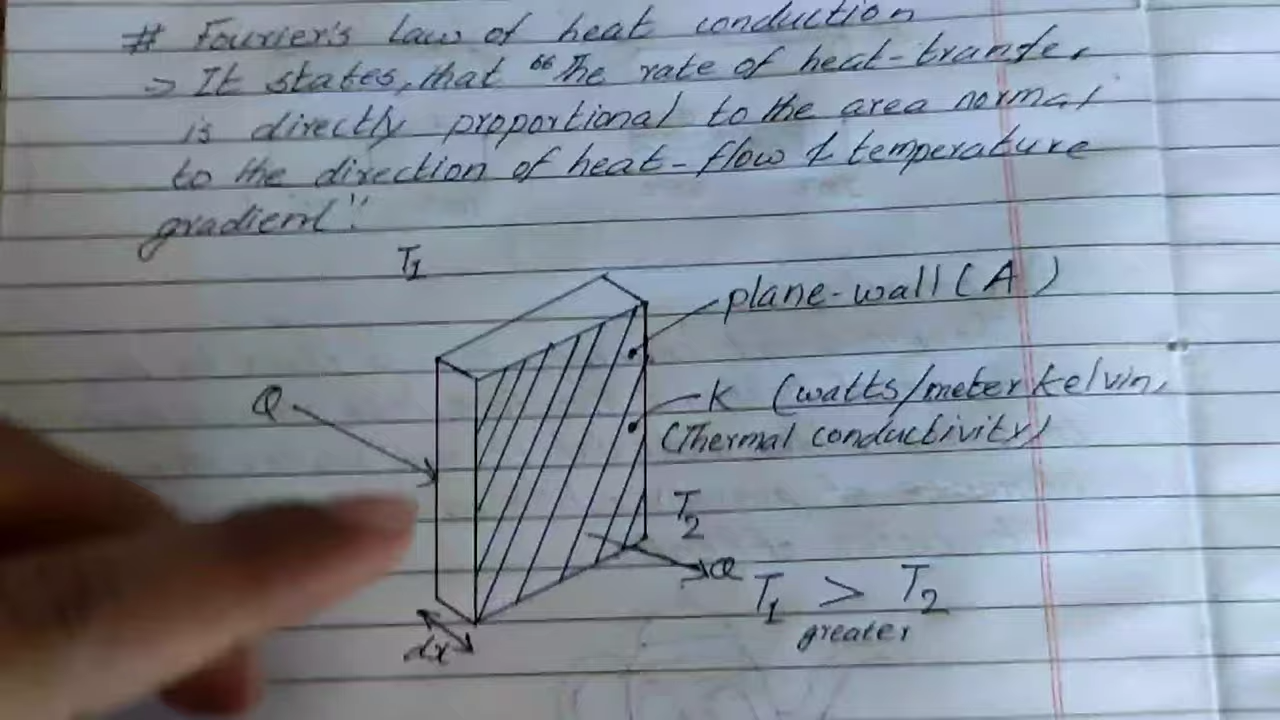 # Fourier's Law of heat conduction
⇒ It states, that "The rate of heat-transfer
is directly proportional to the area normal
to the direction of heat-flow & temperature
gradient".
T1
plane-wall (A)
Q
K (watts/meter kelvin)
(Thermal conductivity)
T2
Q
T1 > T2
greater
dx